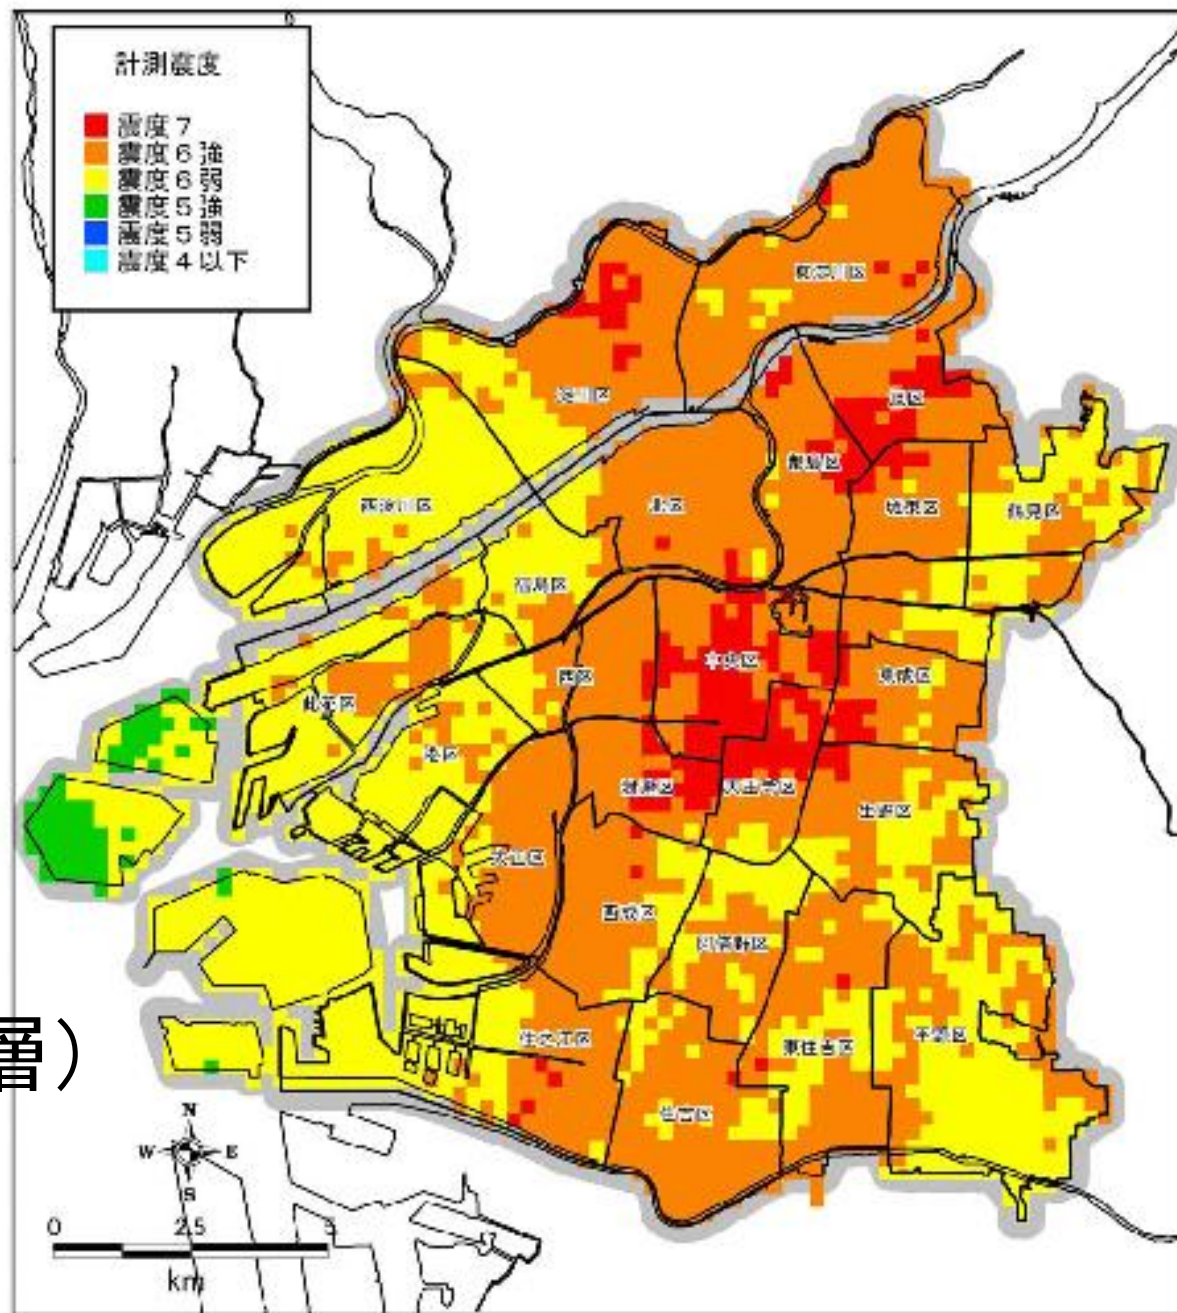 計測震度
震度7
震度6強
震度6弱
震度5強
震度5弱
震度4以下
東淀川区
淀川区
旭区
都島区
西淀川区
北区
城東区
鶴見区
福島区
中央区
西区
東成区
此花区
港区
浪速区
天王寺区
生野区
大正区
西成区
阿倍野区
層)
住之江区
東住吉区
平野区
住吉区
N
W
E
S
0
2.5
5
km